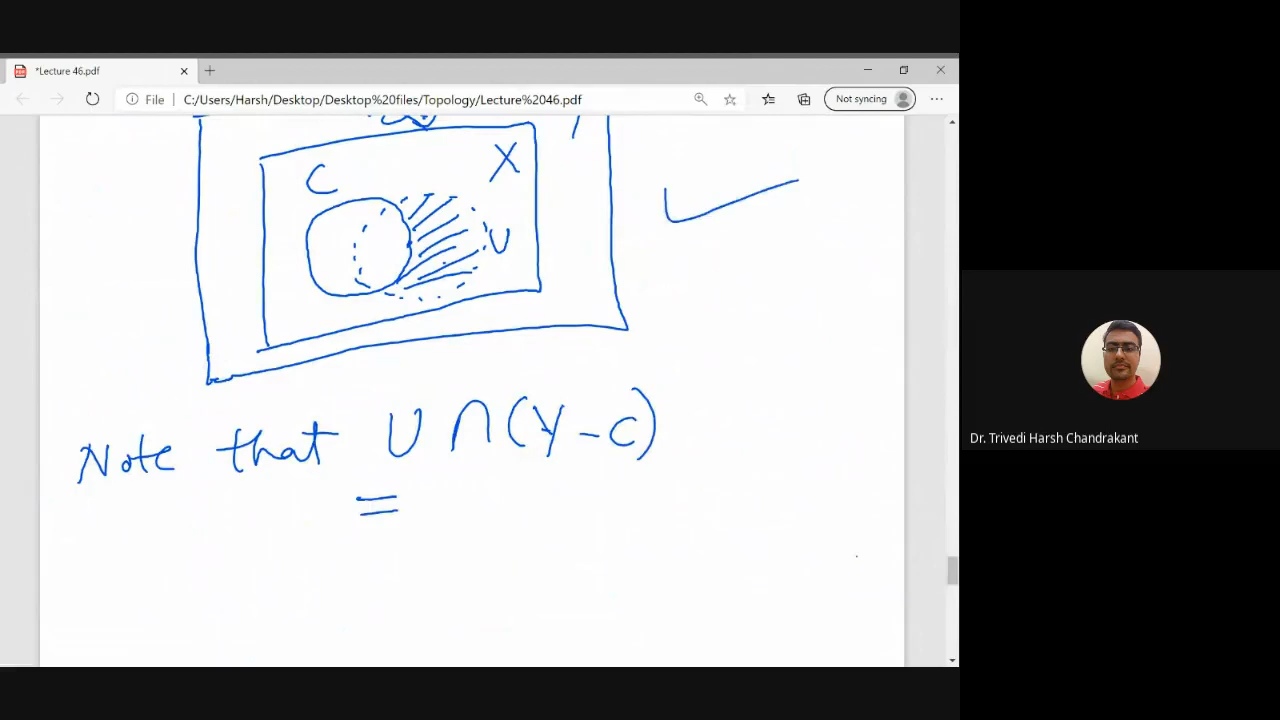 *Lecture 46.pdf
File
C:/Users/Harsh/Desktop/Desktop%20files/Topology/Lecture%2046.pdf
Not syncing
C
X
U
Note that U ∩ (Y - C)
=
Dr. Trivedi Harsh Chandrakant